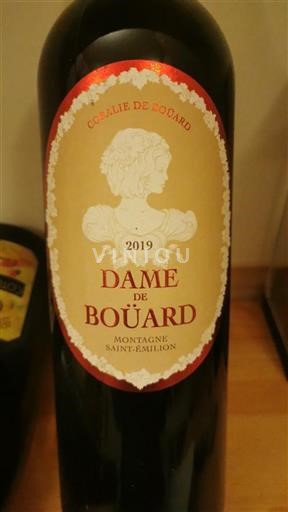 CORALIE DE BOÜARD
2019
VINIOU
DAME
DE
BOÜARD
MONTAGNE
SAINT-ÉMILION